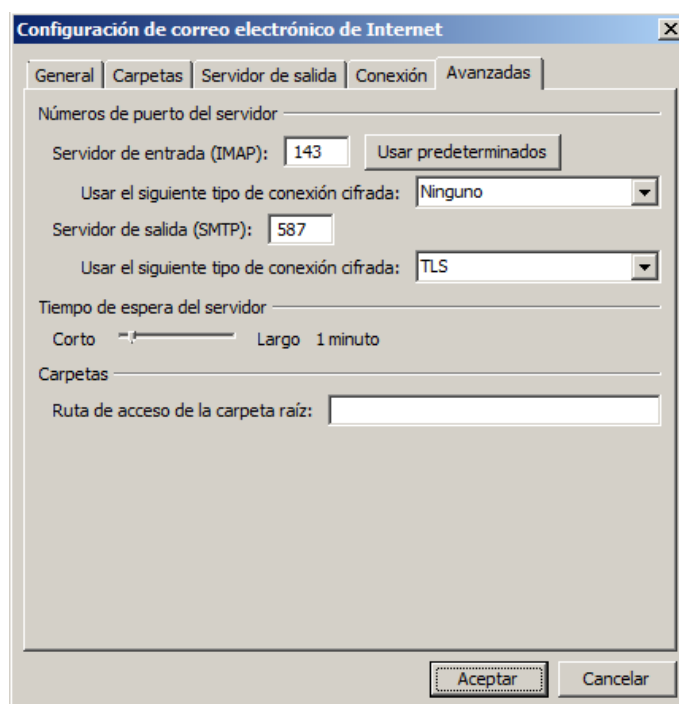 Configuración de correo electrónico de Internet
General Carpetas Servidor de salida Conexión Avanzadas
Números de puerto del servidor
Servidor de entrada (IMAP): 143 Usar predeterminados
Usar el siguiente tipo de conexión cifrada: Ninguno
Servidor de salida (SMTP): 587
Usar el siguiente tipo de conexión cifrada: TLS
Tiempo de espera del servidor
Corto Largo 1 minuto
Carpetas
Ruta de acceso de la carpeta raíz:
Aceptar Cancelar